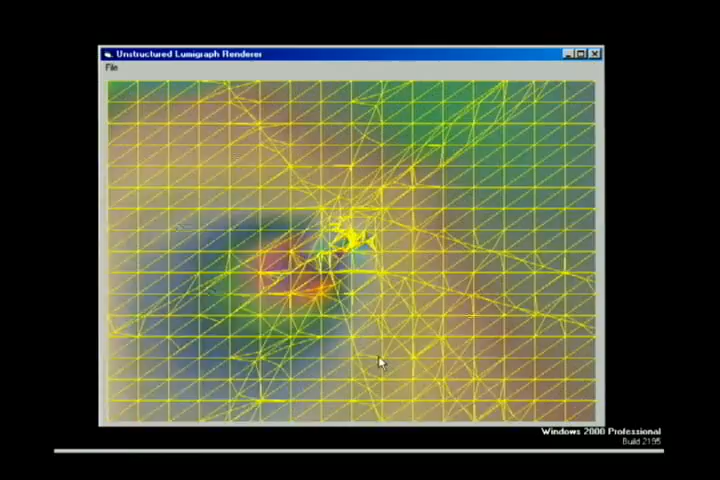 Unstructured Lumigraph Renderer
File
Windows 2000 Professional
Build 2195